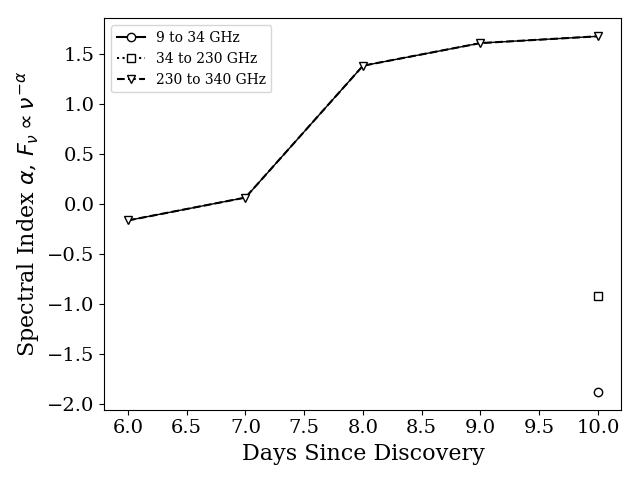 9 to 34 GHz
34 to 230 GHz
230 to 340 GHz
Spectral Index α, Fν ∝ ν^−α
1.5
1.0
0.5
0.0
−0.5
−1.0
−1.5
−2.0
6.0 6.5 7.0 7.5 8.0 8.5 9.0 9.5 10.0
Days Since Discovery